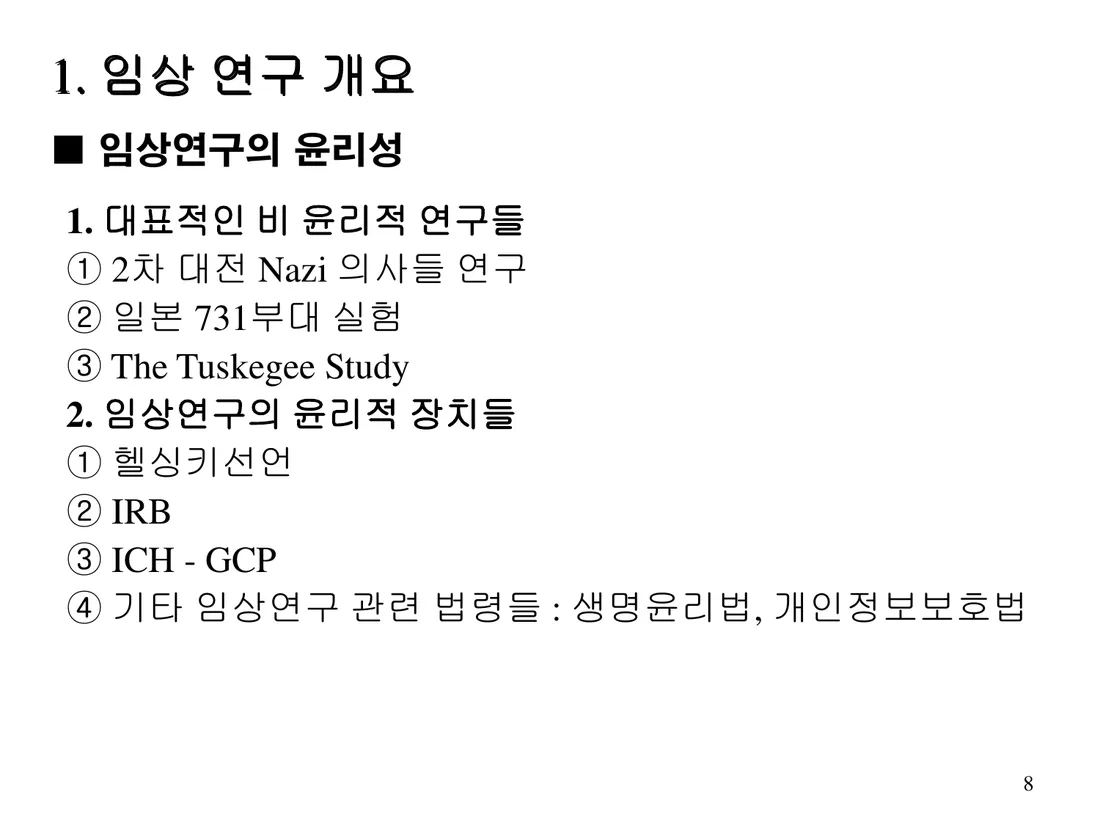 1. 임상 연구 개요
■ 임상연구의 윤리성
1. 대표적인 비 윤리적 연구들
① 2차 대전 Nazi 의사들 연구
② 일본 731부대 실험
③ The Tuskegee Study
2. 임상연구의 윤리적 장치들
① 헬싱키선언
② IRB
③ ICH - GCP
④ 기타 임상연구 관련 법령들 : 생명윤리법, 개인정보보호법
8